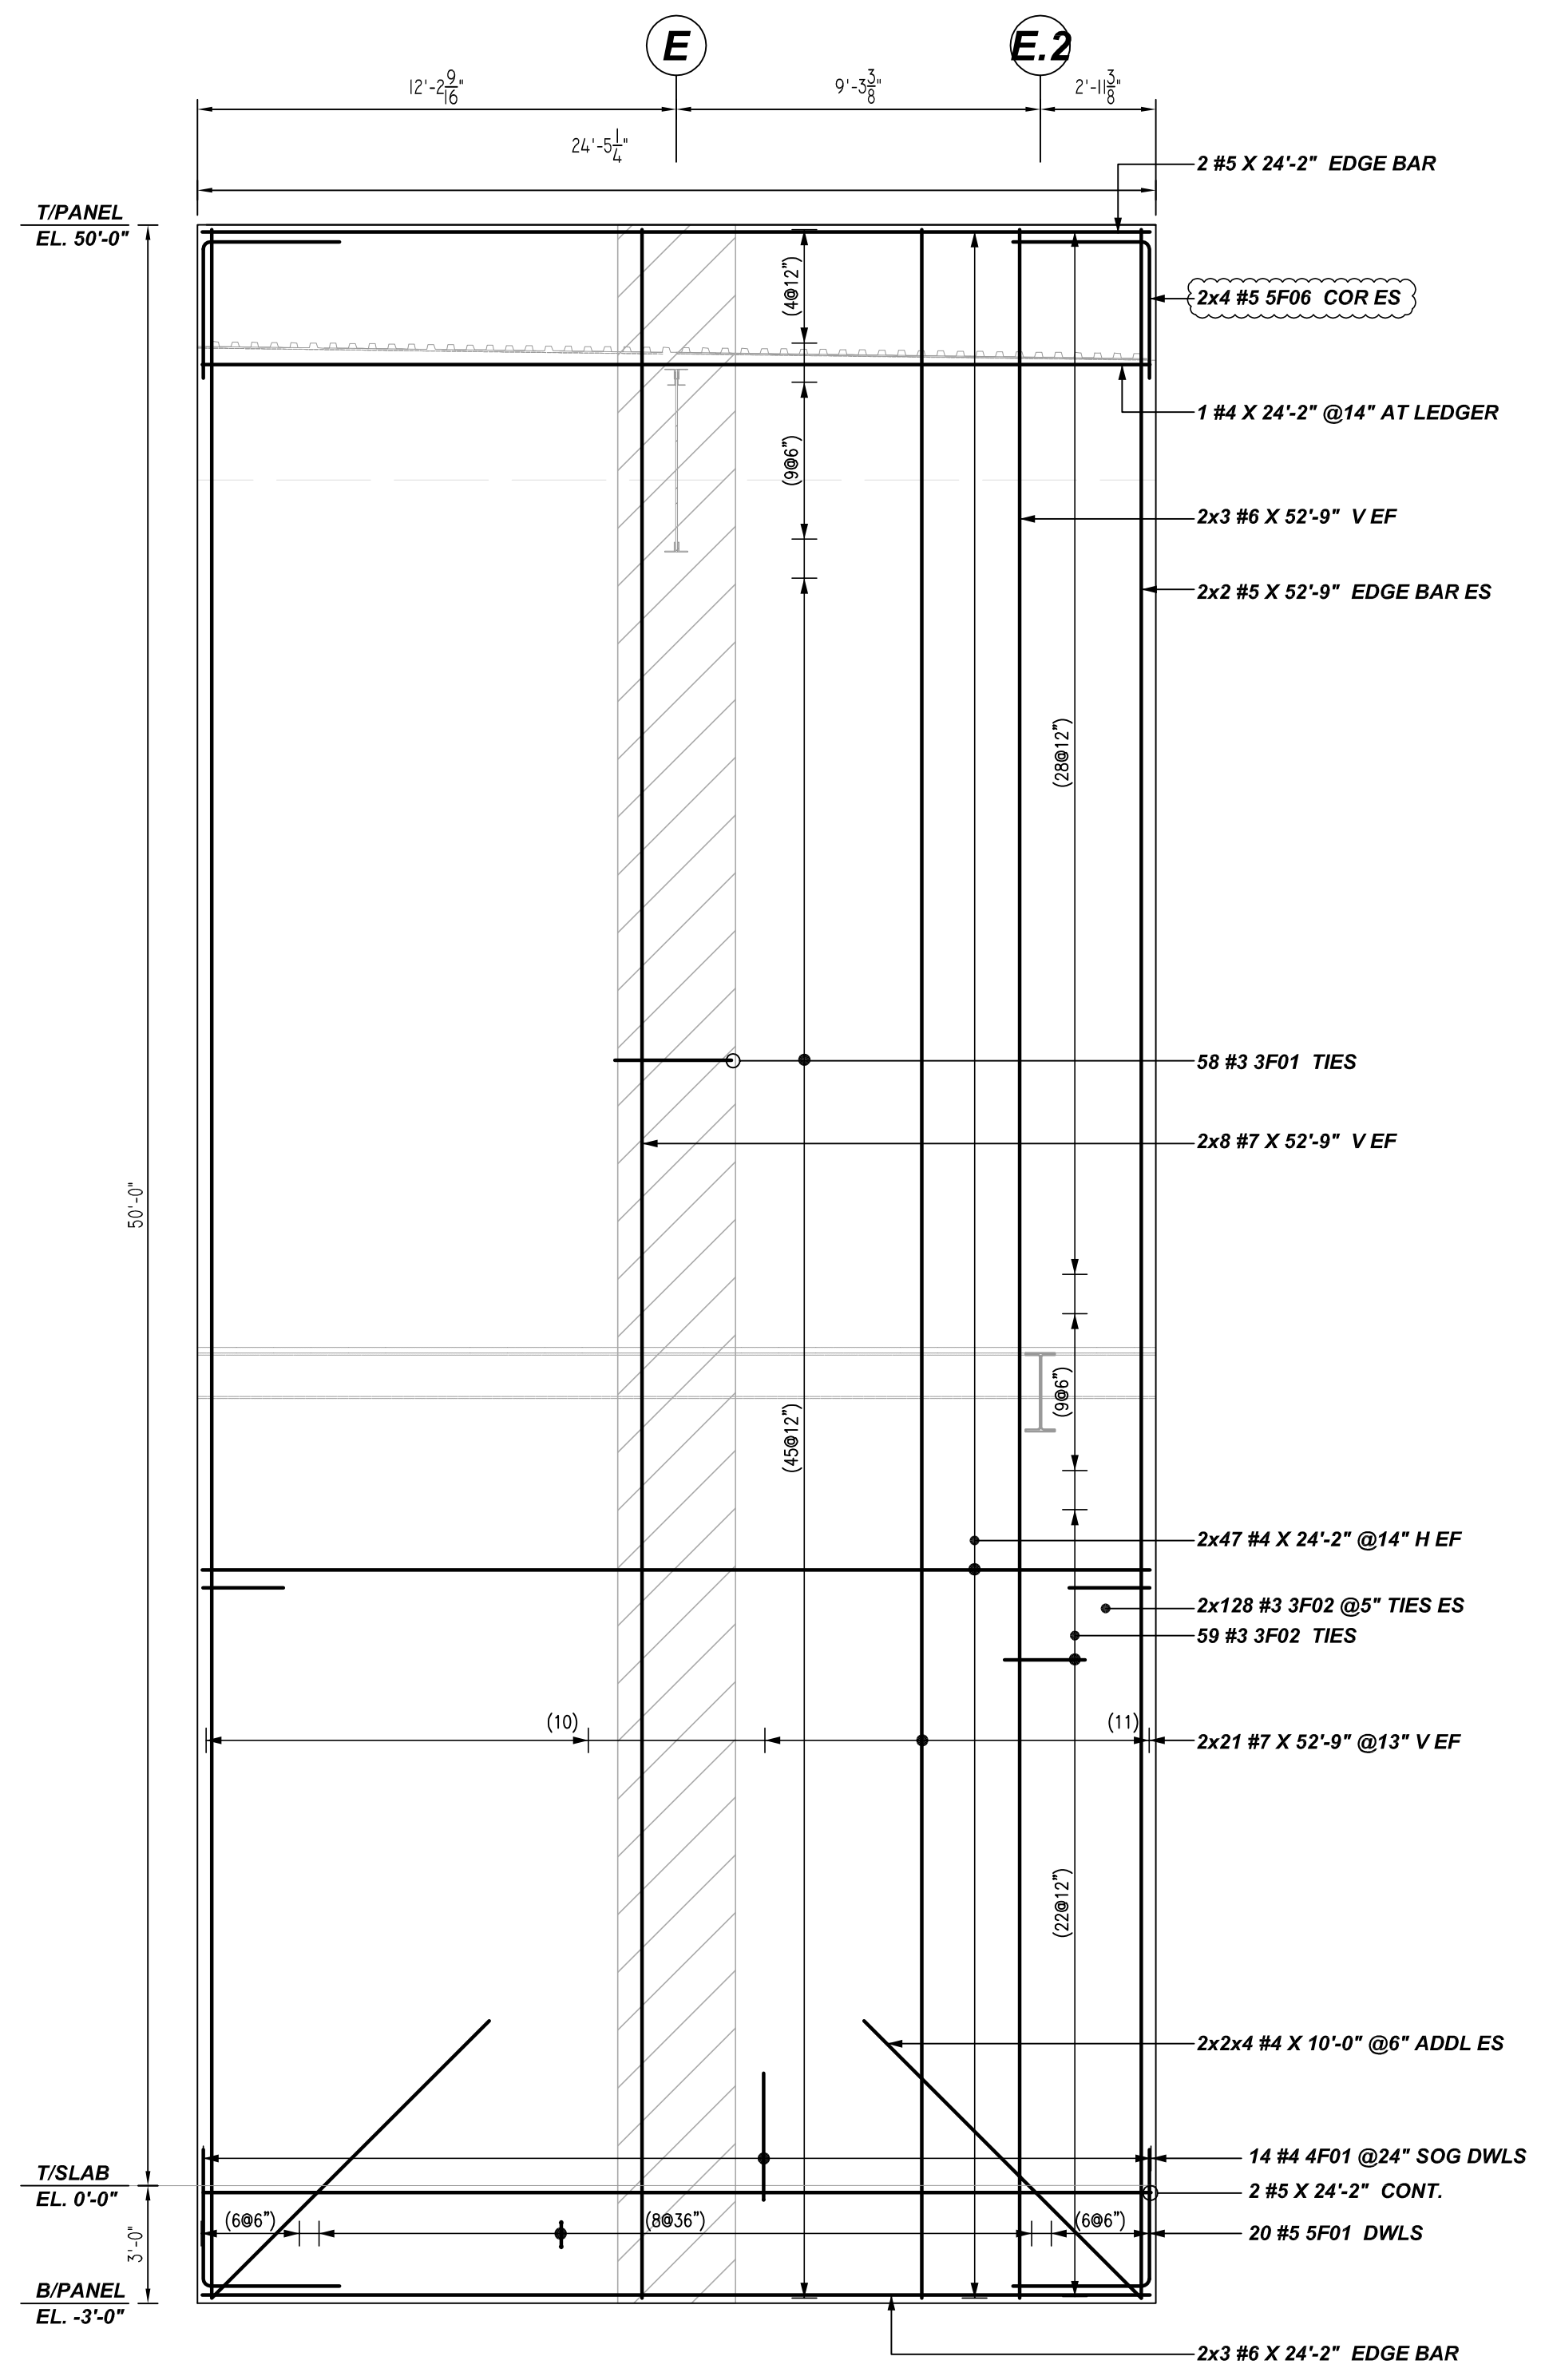 E
E.2
12'-2 9/16"
9'-3 3/8"
2'-11 3/8"
24'-5 1/4"
2 #5 X 24'-2" EDGE BAR
T/PANEL
EL. 50'-0"
(4@12")
2x4 #5 5F06 COR ES
1 #4 X 24'-2" @14" AT LEDGER
(9@6")
2x3 #6 X 52'-9" V EF
2x2 #5 X 52'-9" EDGE BAR ES
(28@12")
58 #3 3F01 TIES
2x8 #7 X 52'-9" V EF
50'-0"
(9@6")
(45@12")
2x47 #4 X 24'-2" @14" H EF
2x128 #3 3F02 @5" TIES ES
59 #3 3F02 TIES
(10)
(11)
2x21 #7 X 52'-9" @13" V EF
(22@12")
2x2x4 #4 X 10'-0" @6" ADDL ES
14 #4 4F01 @24" SOG DWLS
T/SLAB
EL. 0'-0"
2 #5 X 24'-2" CONT.
(6@6")
(8@36")
(6@6")
20 #5 5F01 DWLS
3'-0"
B/PANEL
EL. -3'-0"
2x3 #6 X 24'-2" EDGE BAR